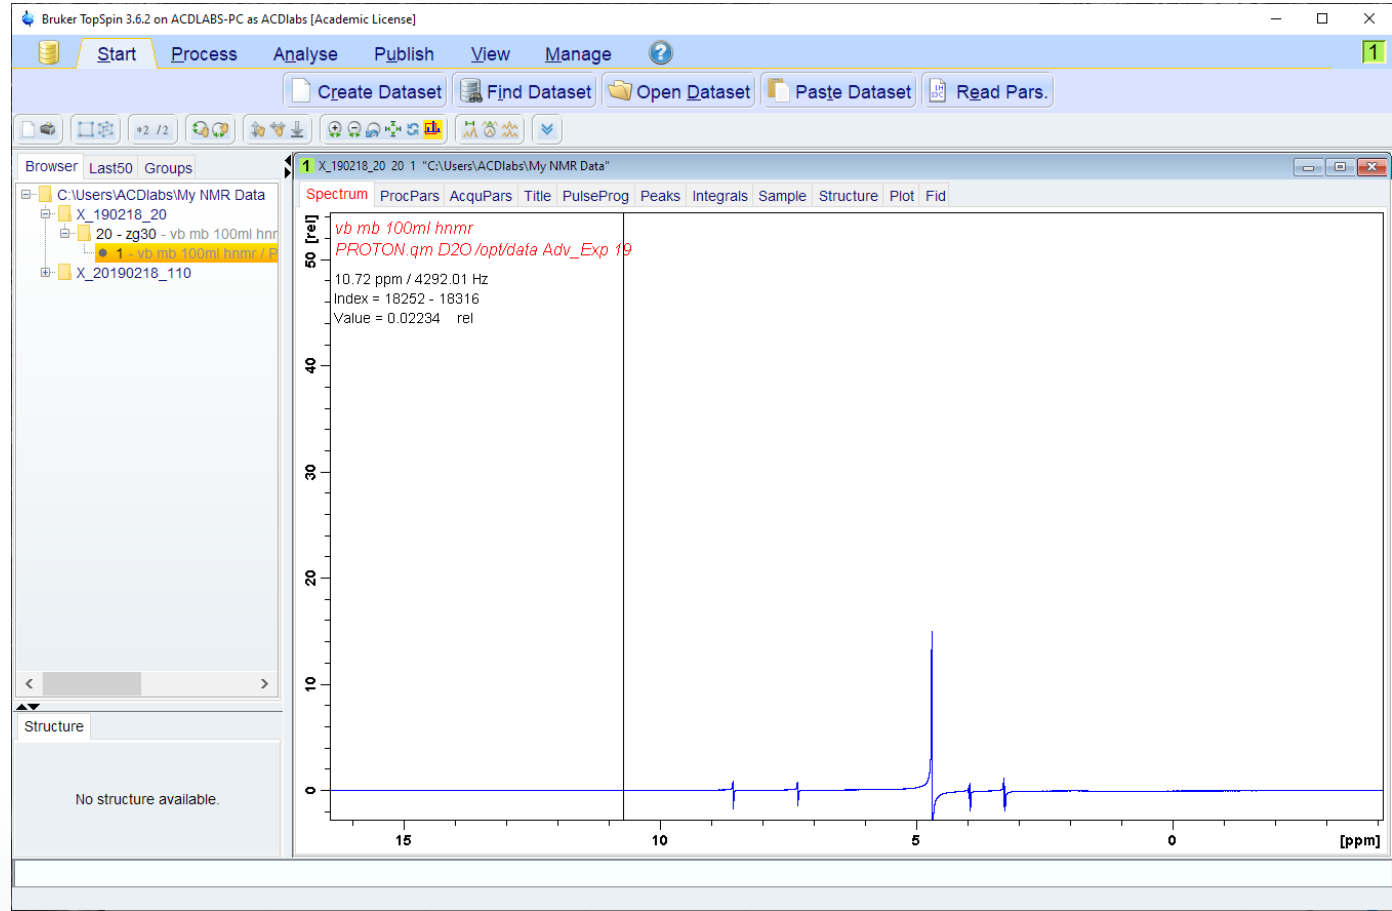 Bruker TopSpin 3.6.2 on ACDLABS-PC as ACDlabs [Academic License]
Start Process Analyse Publish View Manage ? 1
Create Dataset Find Dataset Open Dataset Paste Dataset Read Pars.
*2 /2
Browser Last50 Groups
C:\Users\ACDlabs\My NMR Data
X_190218_20
20 - zg30 - vb mb 100ml hnr
1 - vb mb 100ml hnmr / P
X_20190218_110
Structure
No structure available.
1 X_190218_20 20 1 "C:\Users\ACDlabs\My NMR Data"
Spectrum ProcPars AcquPars Title PulseProg Peaks Integrals Sample Structure Plot Fid
vb mb 100ml hnmr
PROTON.qm D2O /opt/data Adv_Exp 19
10.72 ppm / 4292.01 Hz
Index = 18252 - 18316
Value = 0.02234 rel
[rel]
50
40
30
20
10
0
15 10 5 0 [ppm]